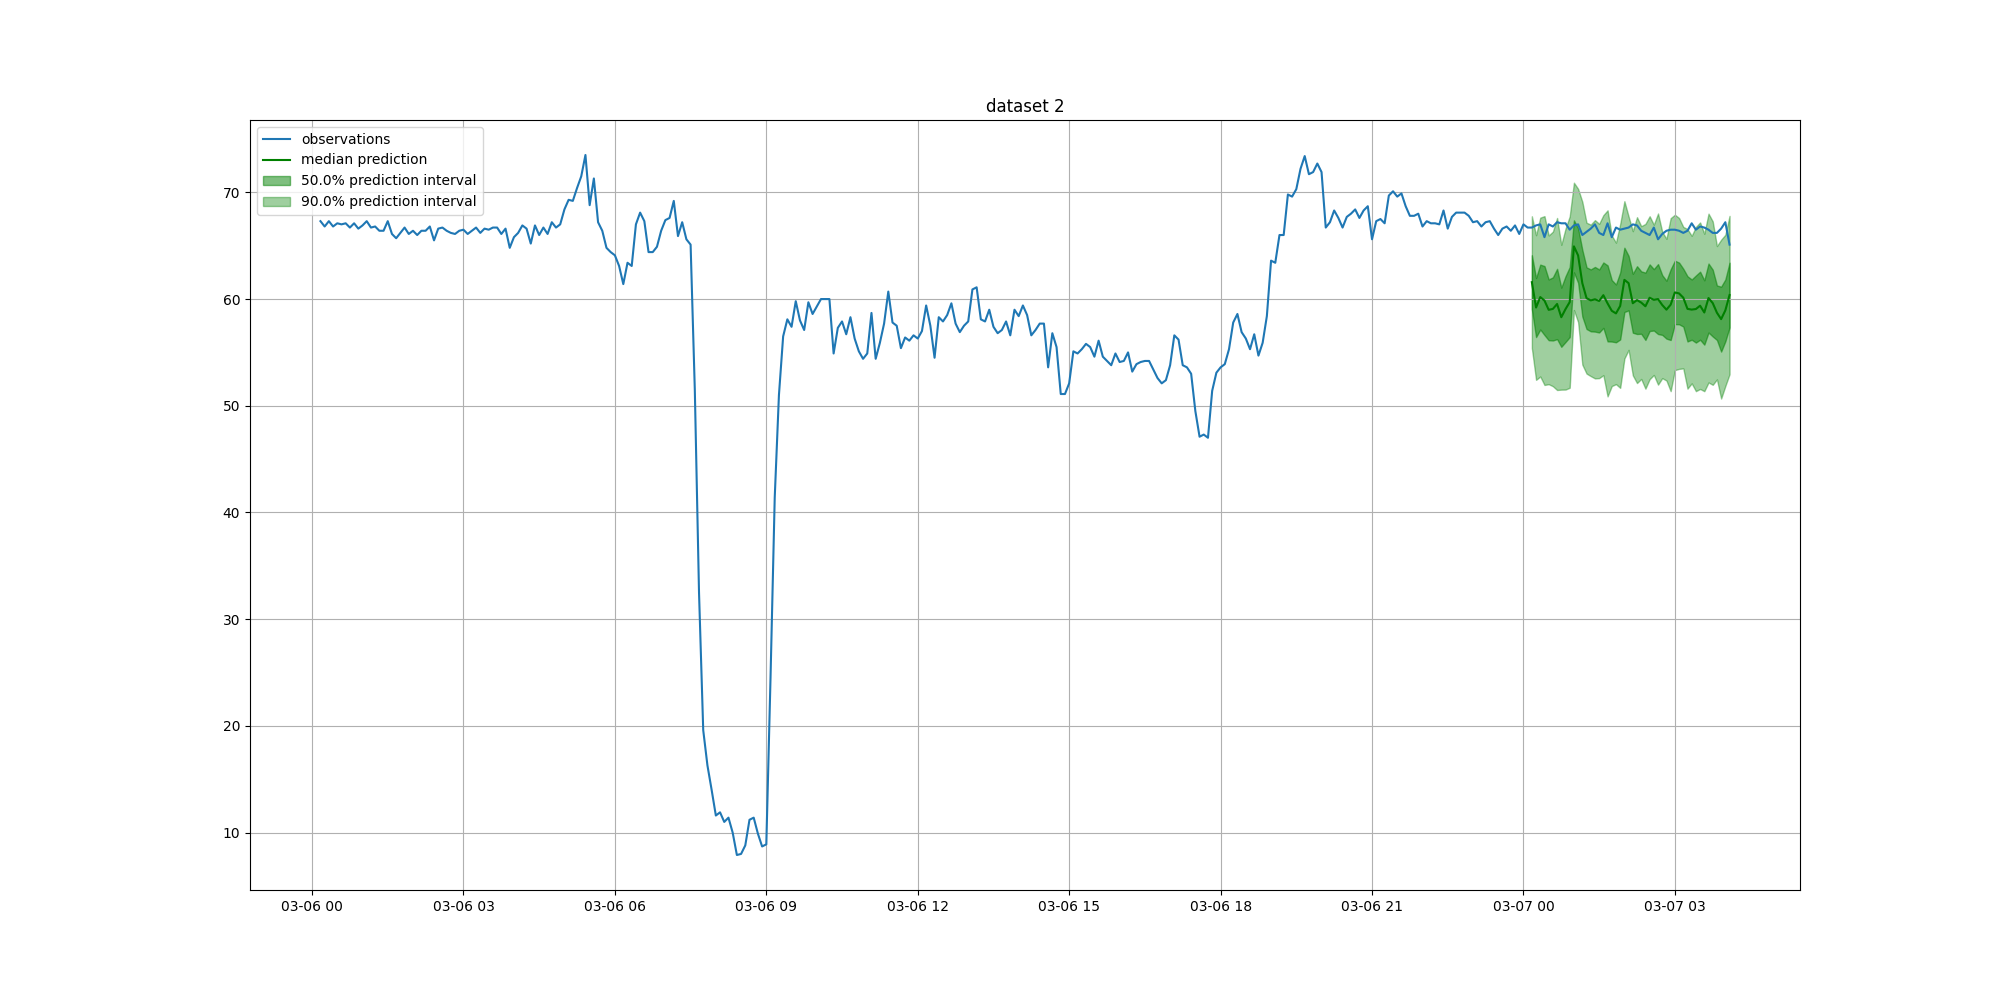 dataset 2
observations
median prediction
50.0% prediction interval
90.0% prediction interval
70
60
50
40
30
20
10
03-06 00 03-06 03 03-06 06 03-06 09 03-06 12 03-06 15 03-06 18 03-06 21 03-07 00 03-07 03